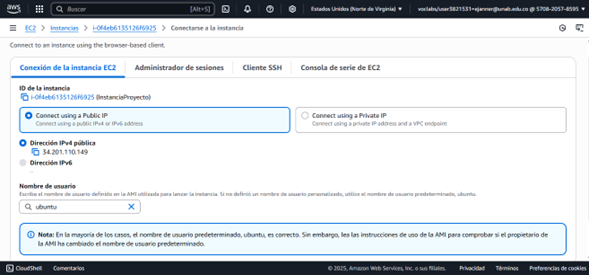 aws
Buscar
[Alt+S]
Estados Unidos (Norte de Virginia)
voclabs/user3821531=ejanner@unab.edu.co @ 5708-2057-8595
EC2
Instancias
i-0f4eb6135126f6925
Conectarse a la instancia
Connect to an instance using the browser-based client.
Conexión de la instancia EC2
Administrador de sesiones
Cliente SSH
Consola de serie de EC2
ID de la instancia
i-0f4eb6135126f6925 (InstanciaProyecto)
Connect using a Public IP
Connect using a public IPv4 or IPv6 address
Connect using a Private IP
Connect using a private IP address and a VPC endpoint
Dirección IPv4 pública
34.201.110.149
Dirección IPv6
–
Nombre de usuario
Escriba el nombre de usuario definido en la AMI utilizada para lanzar la instancia. Si no definió un nombre de usuario personalizado, utilice el nombre de usuario predeterminado, ubuntu.
ubuntu
Nota: En la mayoría de los casos, el nombre de usuario predeterminado, ubuntu, es correcto. Sin embargo, lea las instrucciones de uso de la AMI para comprobar si el propietario de
la AMI ha cambiado el nombre de usuario predeterminado.
CloudShell
Comentarios
© 2025, Amazon Web Services, Inc. o sus filiales.
Privacidad
Términos
Preferencias de cookies